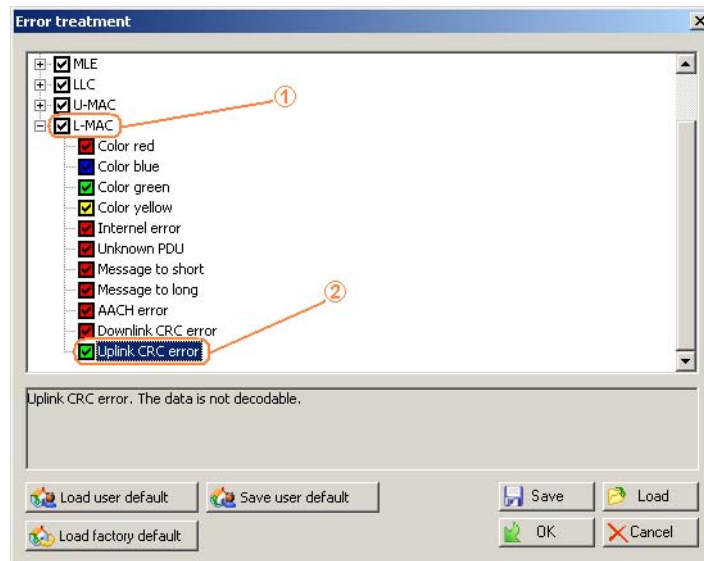 Error treatment
MLE
LLC
U-MAC
L-MAC
1
Color red
Color blue
Color green
Color yellow
Internel error
Unknown PDU
Message to short
Message to long
2
AACH error
Downlink CRC error
Uplink CRC error
Uplink CRC error. The data is not decodable.
Load user default Save user default Save Load
Load factory default OK Cancel